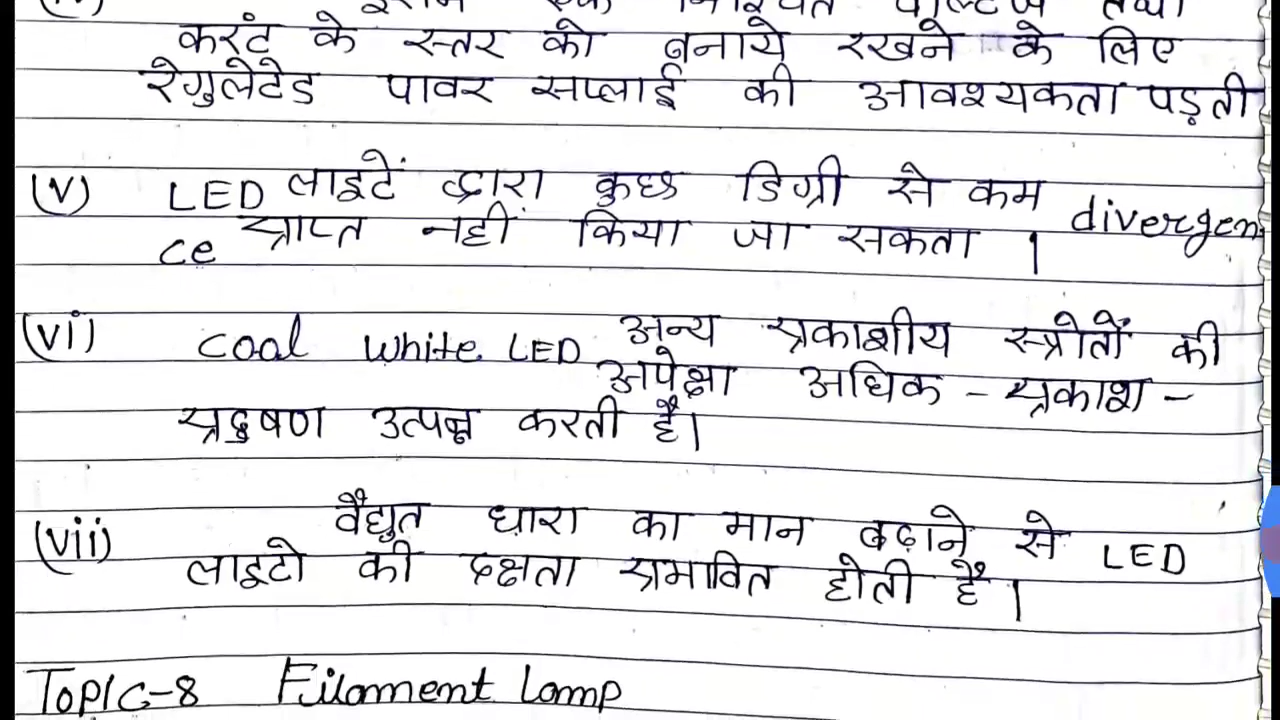 करंट के स्तर को बनाये रखने के लिए
रेगुलेटेड पावर सप्लाई की आवश्यकता पड़ती
(v) LED लाइटें द्वारा कुछ डिग्री से कम divergen
ce प्राप्त नहीं किया जा सकता ।
(vi) Coal white LED अन्य प्रकाशीय स्त्रोतों की
अपेक्षा अधिक - प्रकाश -
प्रदुषण उत्पन्न करती है।
(vii) वैद्युत धारा का मान बढ़ाने से LED
लाइटो की दक्षता प्रभावित होती है।
TOPIC-8 Filament Lamp